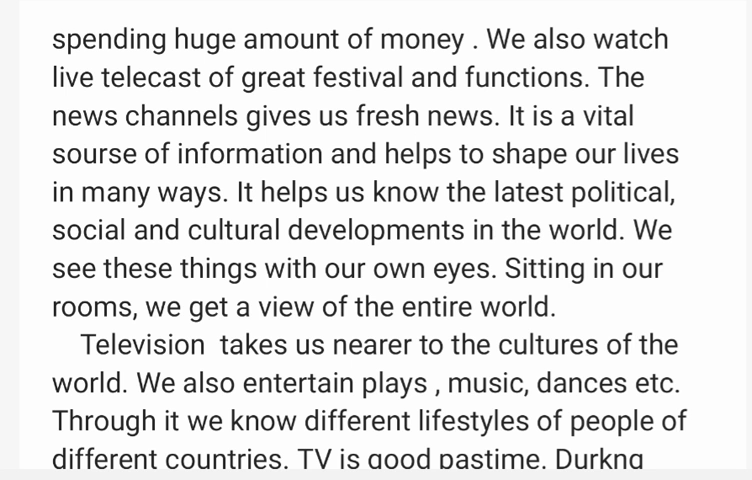 spending huge amount of money . We also watch
live telecast of great festival and functions. The
news channels gives us fresh news. It is a vital
sourse of information and helps to shape our lives
in many ways. It helps us know the latest political,
social and cultural developments in the world. We
see these things with our own eyes. Sitting in our
rooms, we get a view of the entire world.
Television  takes us nearer to the cultures of the
world. We also entertain plays , music, dances etc.
Through it we know different lifestyles of people of
different countries. TV is good pastime. Durkng